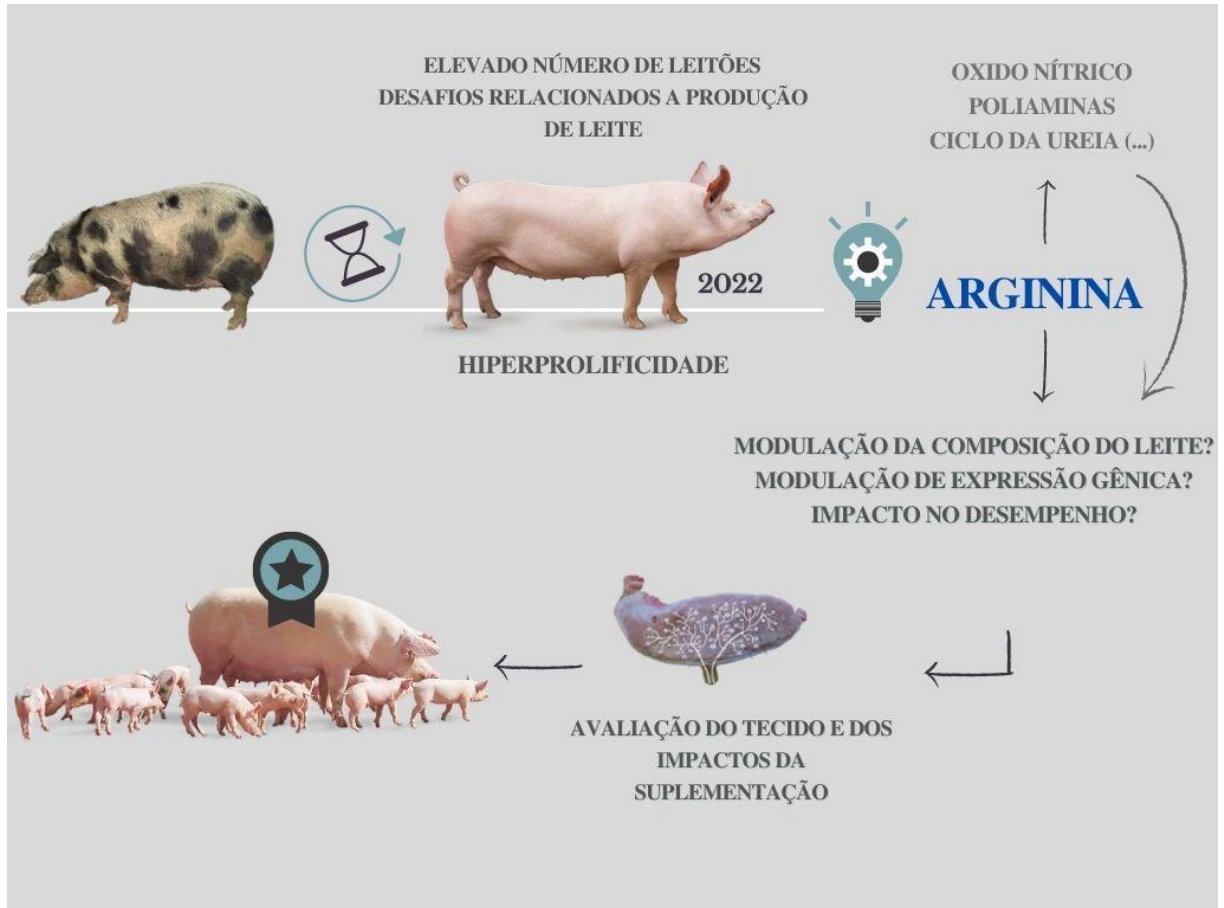 ELEVADO NÚMERO DE LEITÕES
DESAFIOS RELACIONADOS A PRODUÇÃO
DE LEITE
2022
HIPERPROLIFICIDADE
OXIDO NÍTRICO
POLIAMINAS
CICLO DA UREIA (...)
ARGININA
MODULAÇÃO DA COMPOSIÇÃO DO LEITE?
MODULAÇÃO DE EXPRESSÃO GÊNICA?
IMPACTO NO DESEMPENHO?
AVALIAÇÃO DO TECIDO E DOS
IMPACTOS DA
SUPLEMENTAÇÃO